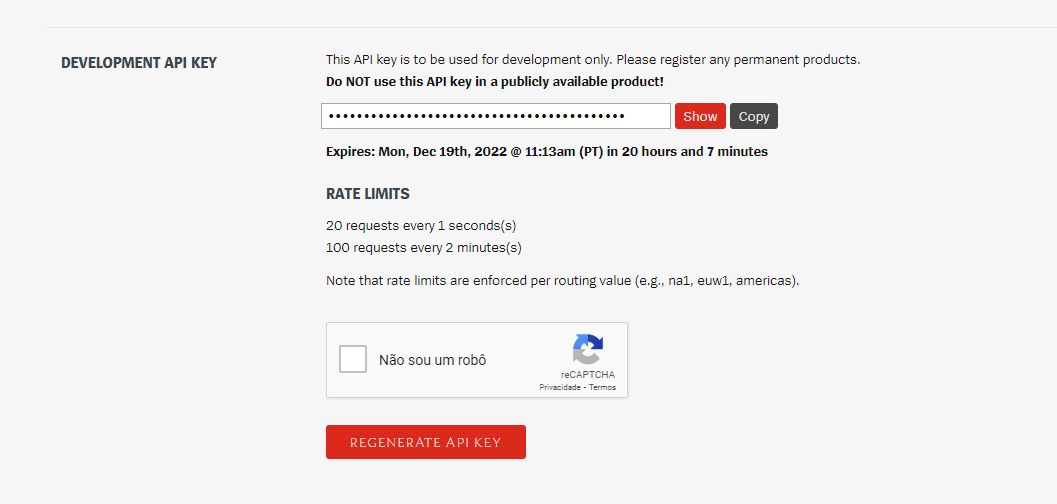 DEVELOPMENT API KEY
This API key is to be used for development only. Please register any permanent products.
Do NOT use this API key in a publicly available product!
••••••••••••••••••••••••••••••••••••••••••
Show
Copy
Expires: Mon, Dec 19th, 2022 @ 11:13am (PT) in 20 hours and 7 minutes
RATE LIMITS
20 requests every 1 seconds(s)
100 requests every 2 minutes(s)
Note that rate limits are enforced per routing value (e.g., na1, euw1, americas).
Não sou um robô
reCAPTCHA
Privacidade - Termos
REGENERATE API KEY